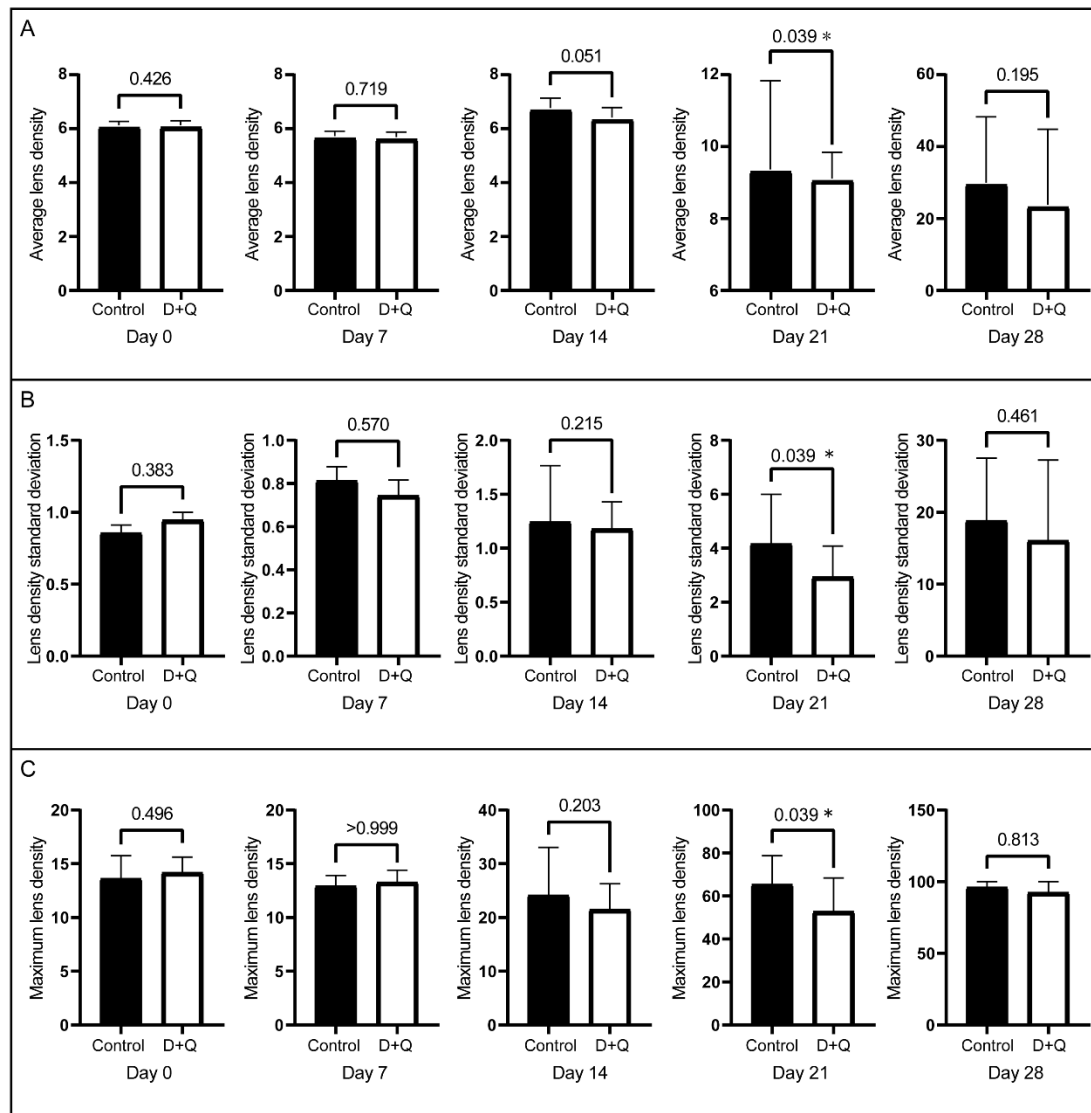 A
Average lens density
8
6
4
2
0
0.426
Control D+Q
Day 0
Average lens density
8
6
4
2
0
0.719
Control D+Q
Day 7
Average lens density
8
6
4
2
0
0.051
Control D+Q
Day 14
Average lens density
12
10
8
6
0.039 *
Control D+Q
Day 21
Average lens density
60
40
20
0
0.195
Control D+Q
Day 28
B
Lens density standard deviation
1.5
1.0
0.5
0.0
0.383
Control D+Q
Day 0
Lens density standard deviation
1.0
0.8
0.6
0.4
0.2
0.0
0.570
Control D+Q
Day 7
Lens density standard deviation
2.0
1.5
1.0
0.5
0.0
0.215
Control D+Q
Day 14
Lens density standard deviation
8
6
4
2
0
0.039 *
Control D+Q
Day 21
Lens density standard deviation
30
20
10
0
0.461
Control D+Q
Day 28
C
Maximum lens density
20
15
10
5
0
0.496
Control D+Q
Day 0
Maximum lens density
20
15
10
5
0
>0.999
Control D+Q
Day 7
Maximum lens density
40
30
20
10
0
0.203
Control D+Q
Day 14
Maximum lens density
100
80
60
40
20
0
0.039 *
Control D+Q
Day 21
Maximum lens density
150
100
50
0
0.813
Control D+Q
Day 28